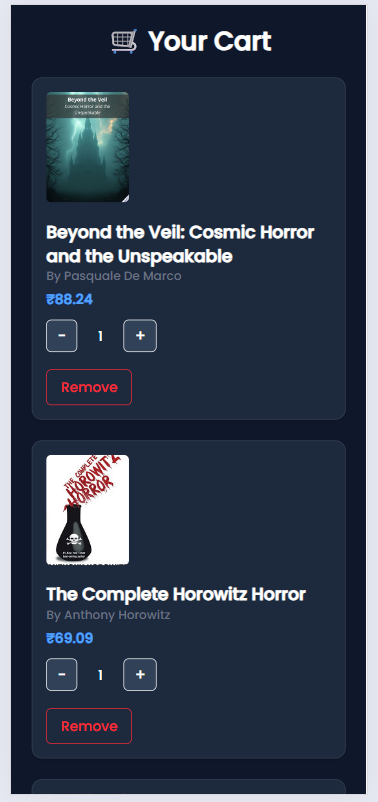 Your Cart
Beyond the Veil
Cosmic Horror and the
Unspeakable
Beyond the Veil: Cosmic Horror
and the Unspeakable
By Pasquale De Marco
₹88.24
- 1 +
Remove
THE COMPLETE
HOROWITZ
HORROR
The Complete Horowitz Horror
By Anthony Horowitz
₹69.09
- 1 +
Remove